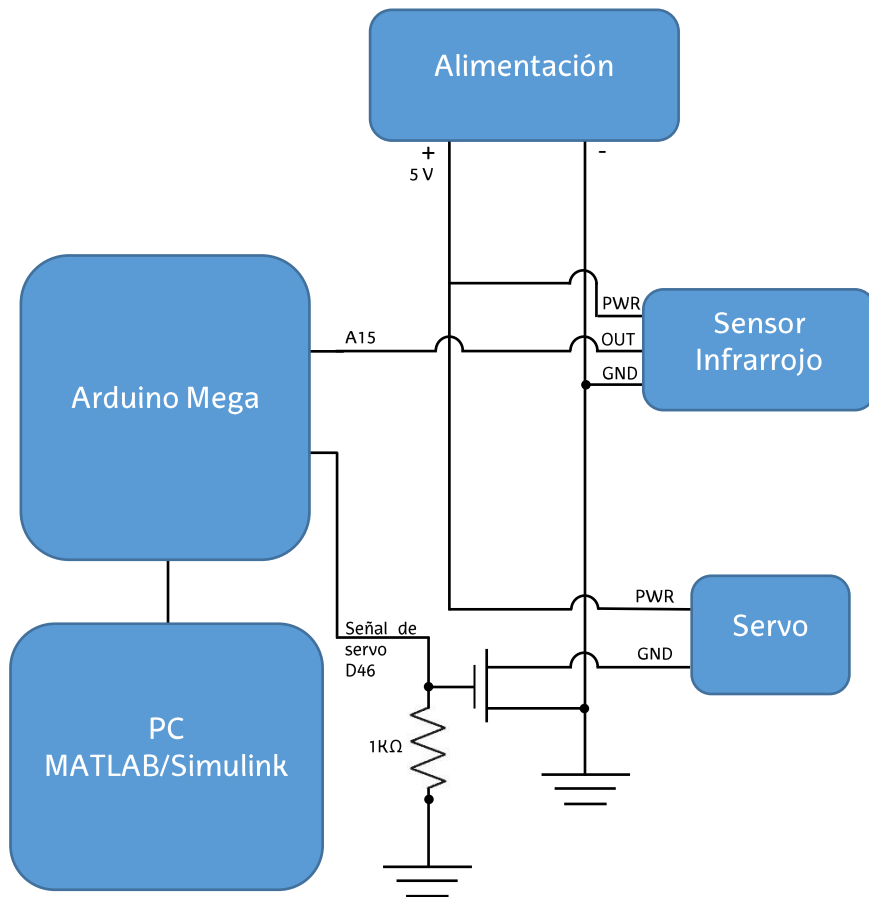 Alimentación
+
-
5 V
PWR
Sensor
Infrarrojo
A15
OUT
GND
Arduino Mega
PWR
Servo
Señal de
servo
D46
GND
PC
MATLAB/Simulink
1KΩ